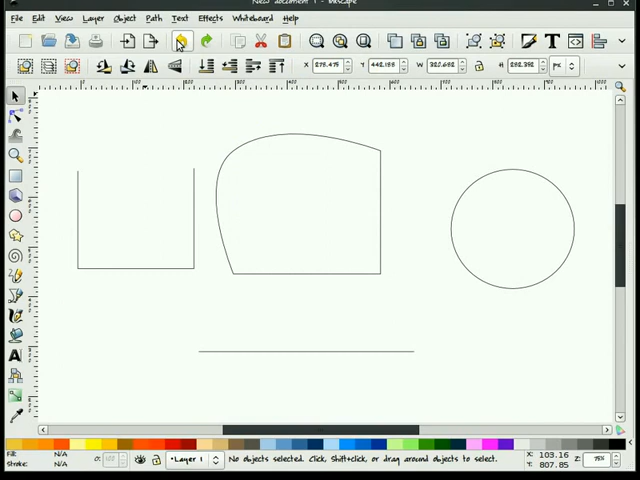 New document 1 - Inkscape
File Edit View Layer Object Path Text Effects Whiteboard Help
X Y W H px
Fill: N/A
Stroke: N/A
Layer 1
No objects selected. Click, Shift+click, or drag around objects to select.
X: 103.16
Y: 807.85
Z: 75%